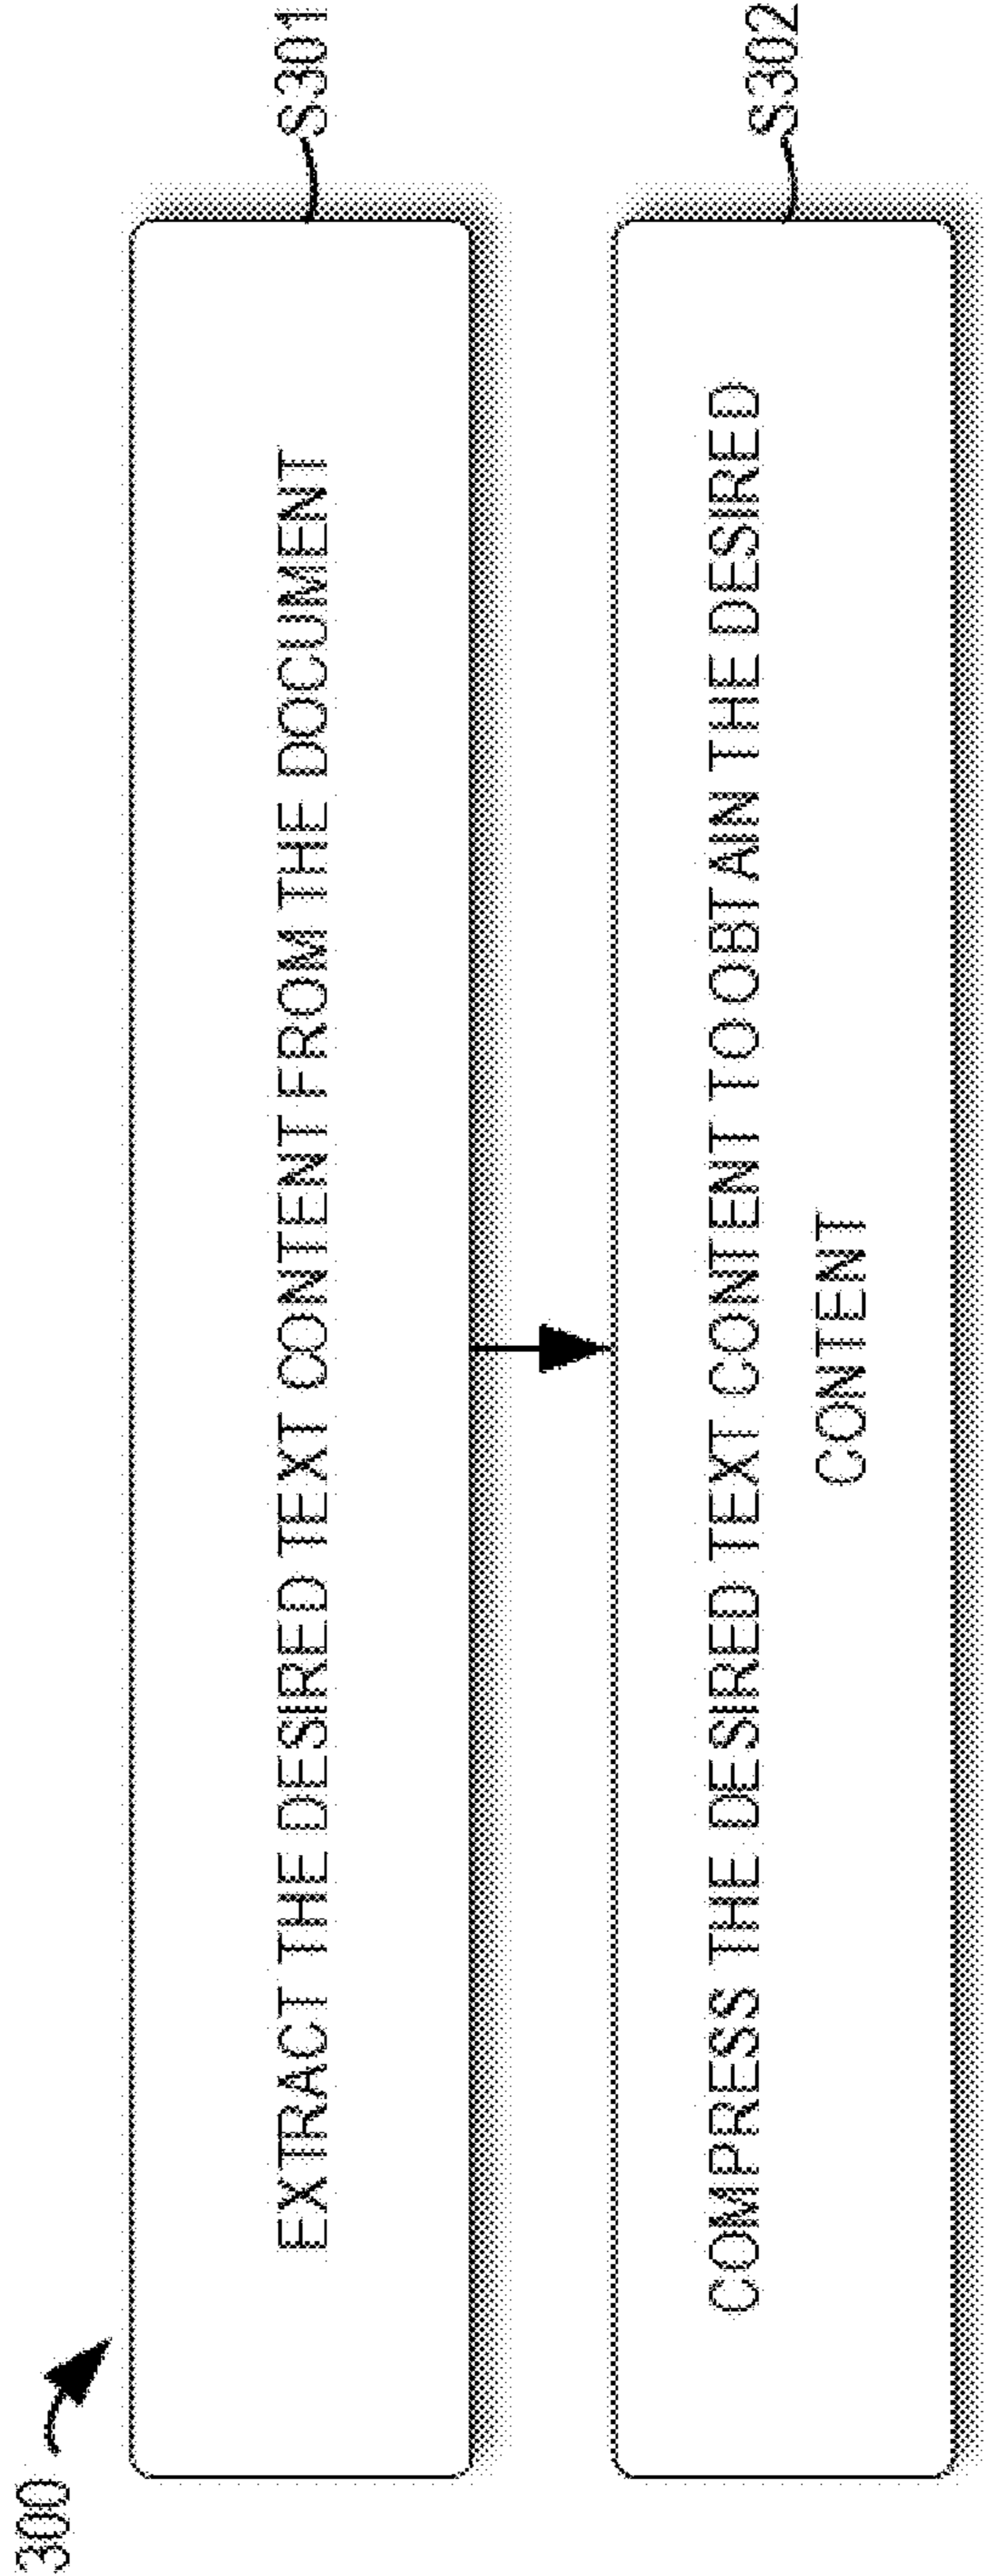 300
EXTRACT THE DESIRED TEXT CONTENT FROM THE DOCUMENT
S301
COMPRESS THE DESIRED TEXT CONTENT TO OBTAIN THE DESIRED
CONTENT
S302